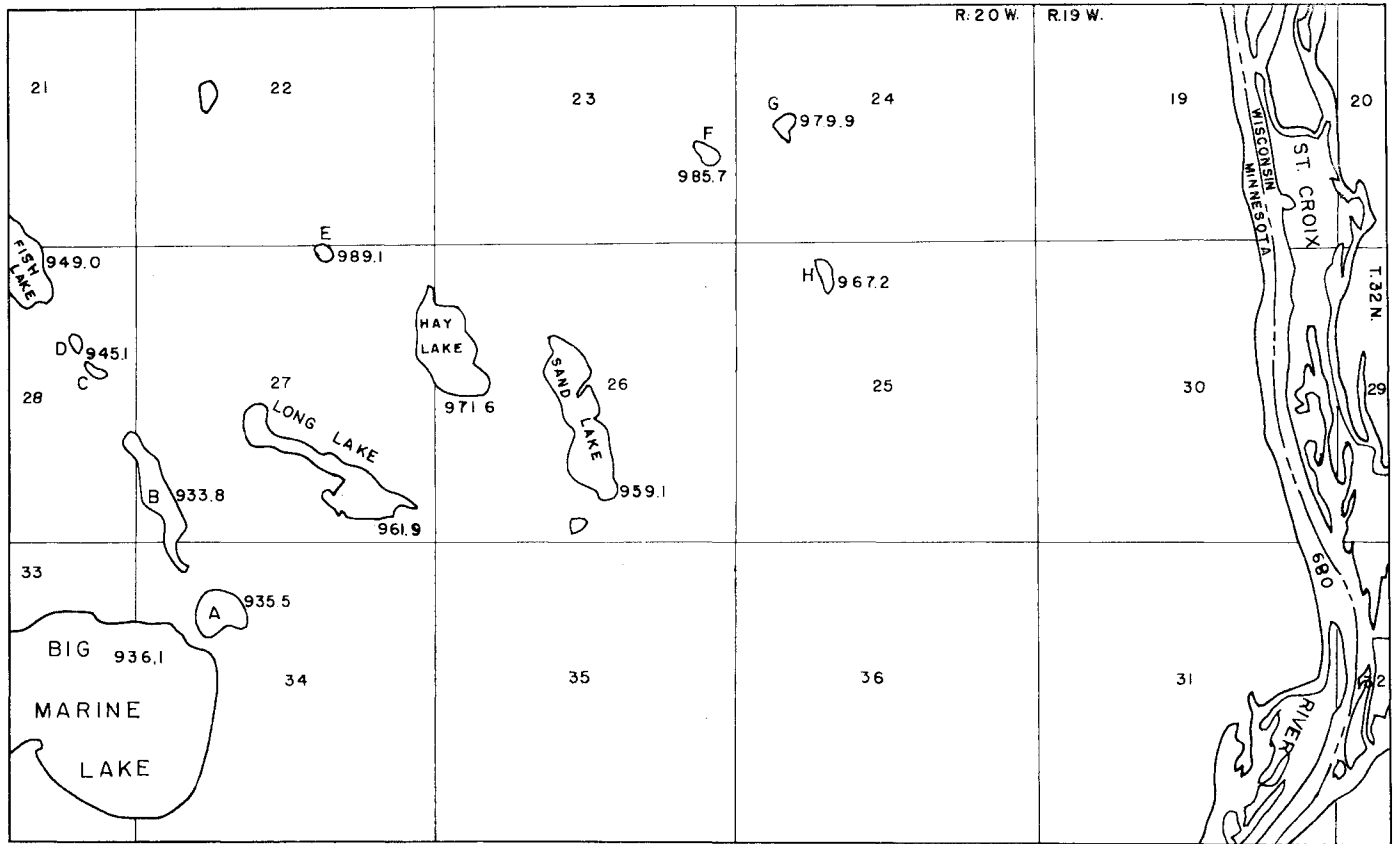 R. 20 W. R. 19 W.
21 22 23 24 19 20
G 979.9
F
985.7
WISCONSIN
MINNESOTA
ST. CROIX
E
989.1
FISH
LAKE
949.0
H 967.2
T. 32 N.
HAY
LAKE
971.6
D 945.1
C
28 27 26 25 30 29
SAND
LAKE
959.1
LONG LAKE
961.9
B 933.8
33
680
A 935.5
BIG
MARINE
LAKE
936.1
34 35 36 31 32
RIVER